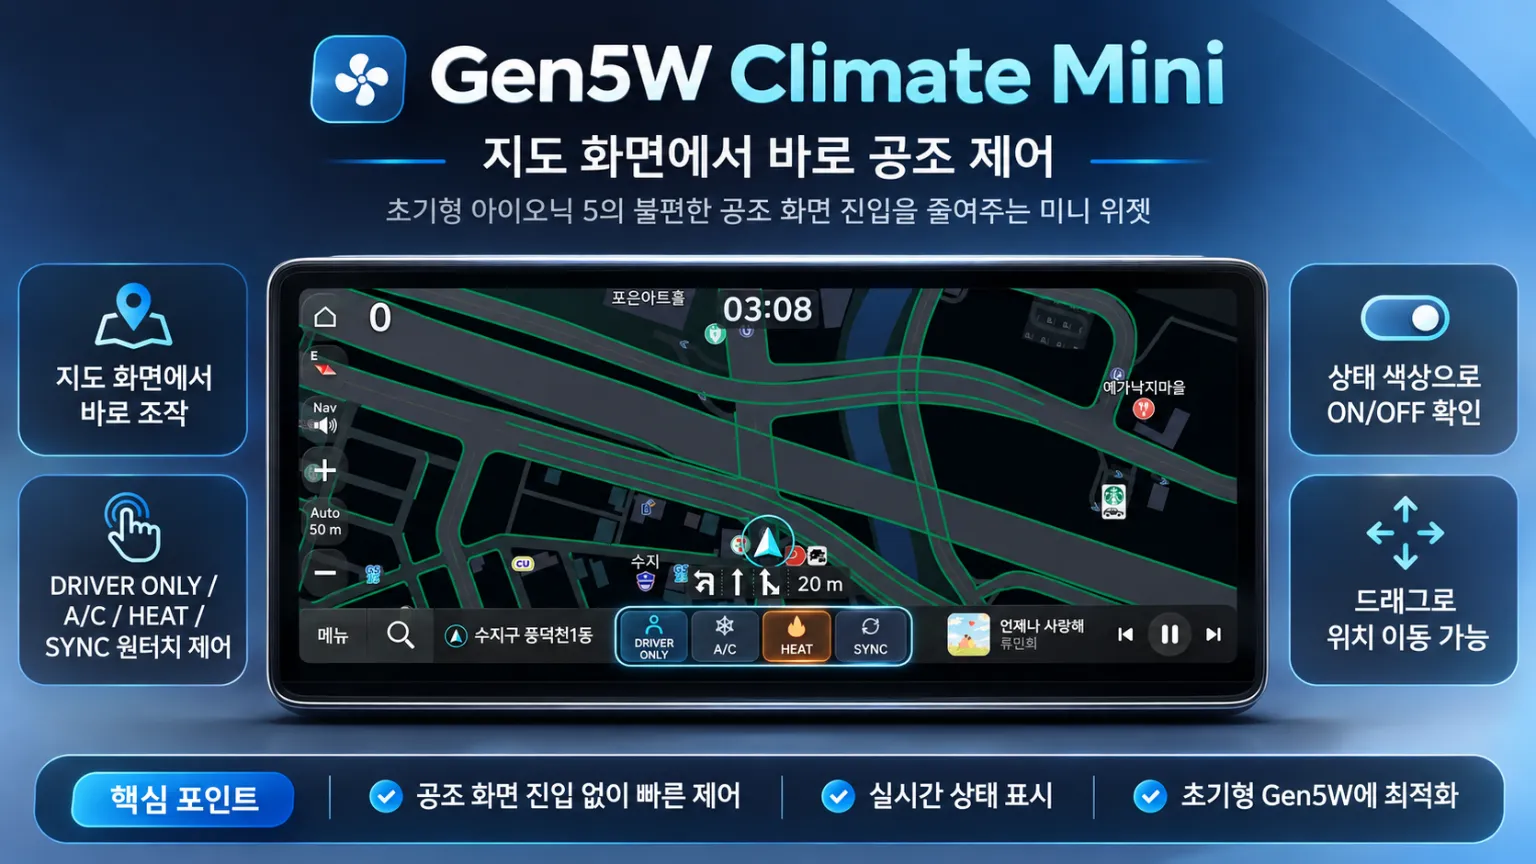 Gen5W Climate Mini
지도 화면에서 바로 공조 제어
초기형 아이오닉 5의 불편한 공조 화면 진입을 줄여주는 미니 위젯
지도 화면에서
바로 조작
DRIVER ONLY /
A/C / HEAT /
SYNC 원터치 제어
0
포은아트홀
03:08
E
Nav
Auto
50 m
예가낙지마을
CU
GS
25
수지
GS
25
20 m
메뉴
수지구 풍덕천1동
DRIVER
ONLY
A/C
HEAT
SYNC
언제나 사랑해
류민희
상태 색상으로
ON/OFF 확인
드래그로
위치 이동 가능
핵심 포인트
공조 화면 진입 없이 빠른 제어
실시간 상태 표시
초기형 Gen5W에 최적화